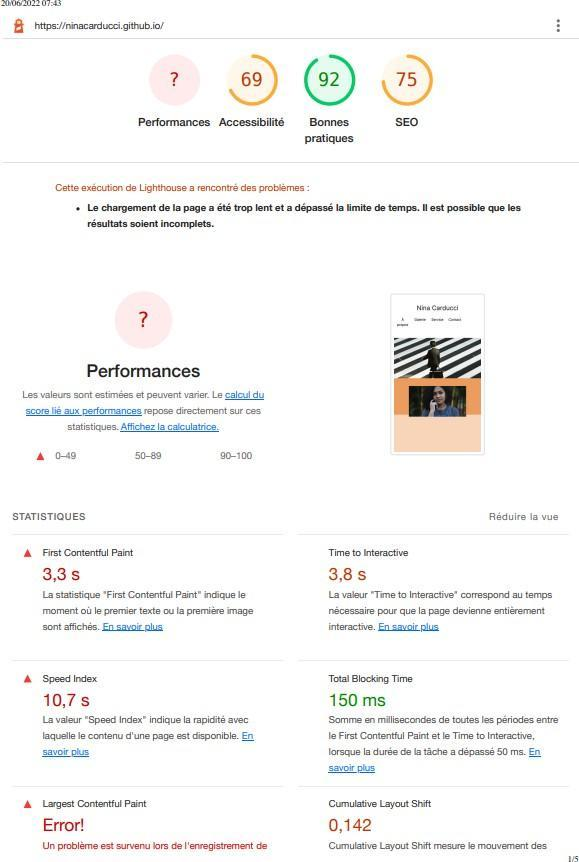 20/06/2022 07:43
https://ninacarducci.github.io/
? 69 92 75
Performances Accessibilité Bonnes pratiques SEO
Cette exécution de Lighthouse a rencontré des problèmes :
• Le chargement de la page a été trop lent et a dépassé la limite de temps. Il est possible que les
résultats soient incomplets.
?
Performances
Les valeurs sont estimées et peuvent varier. Le calcul du
score lié aux performances repose directement sur ces
statistiques. Affichez la calculatrice.
0–49 50–89 90–100
Nina Carducci
À propos Galerie Service Contact
STATISTIQUES
Réduire la vue
First Contentful Paint
3,3 s
La statistique "First Contentful Paint" indique le
moment où le premier texte ou la première image
sont affichés. En savoir plus
Time to Interactive
3,8 s
La valeur "Time to Interactive" correspond au temps
nécessaire pour que la page devienne entièrement
interactive. En savoir plus
Speed Index
10,7 s
La valeur "Speed Index" indique la rapidité avec
laquelle le contenu d'une page est disponible. En
savoir plus
Total Blocking Time
150 ms
Somme en millisecondes de toutes les périodes entre
le First Contentful Paint et le Time to Interactive,
lorsque la durée de la tâche a dépassé 50 ms. En
savoir plus
Largest Contentful Paint
Error!
Un problème est survenu lors de l'enregistrement de
Cumulative Layout Shift
0,142
Cumulative Layout Shift mesure le mouvement des
1/5